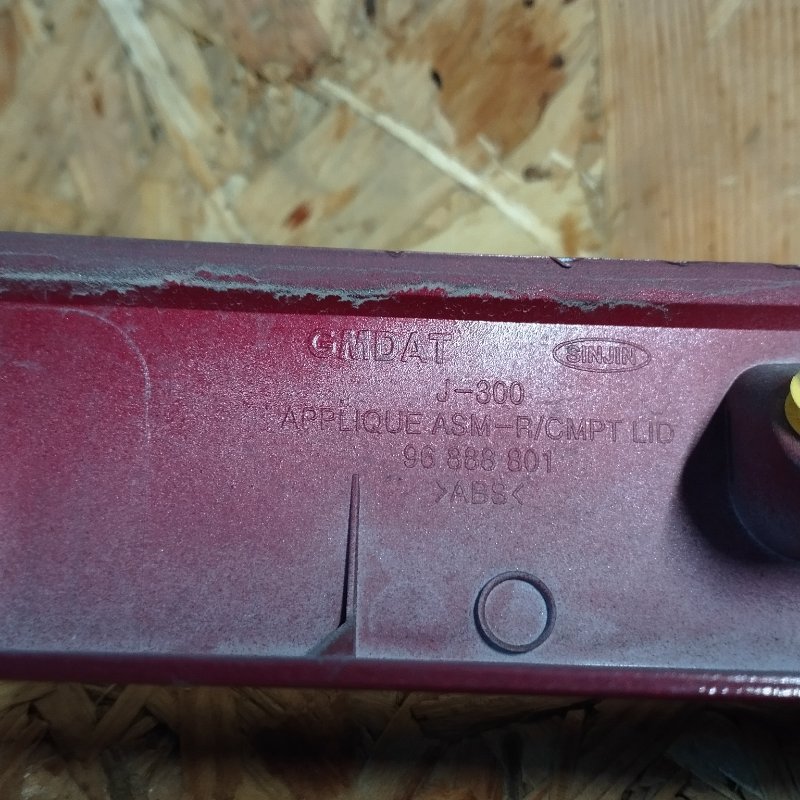 GMDAT SINJIN
J-300
APPLIQUE ASM-R/CMPT LID
96 888 801
>ABS<